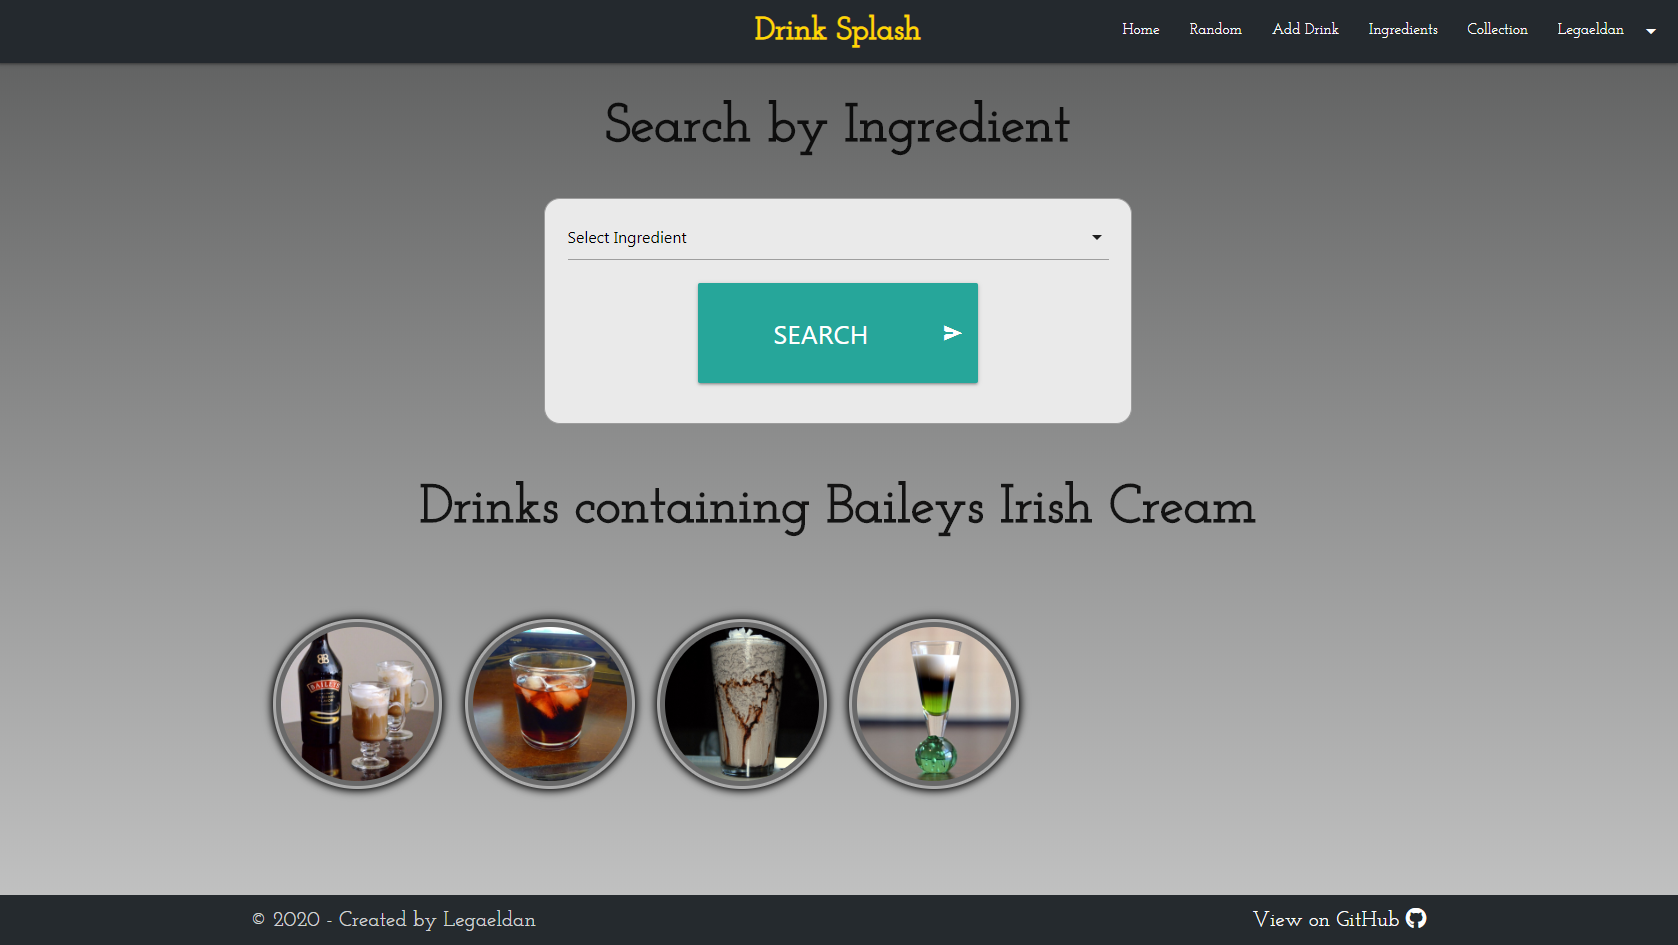 Drink Splash
Home Random Add Drink Ingredients Collection Legaeldan
Search by Ingredient
Select Ingredient
SEARCH
Drinks containing Baileys Irish Cream
BAILEYS
© 2020 - Created by Legaeldan
View on GitHub